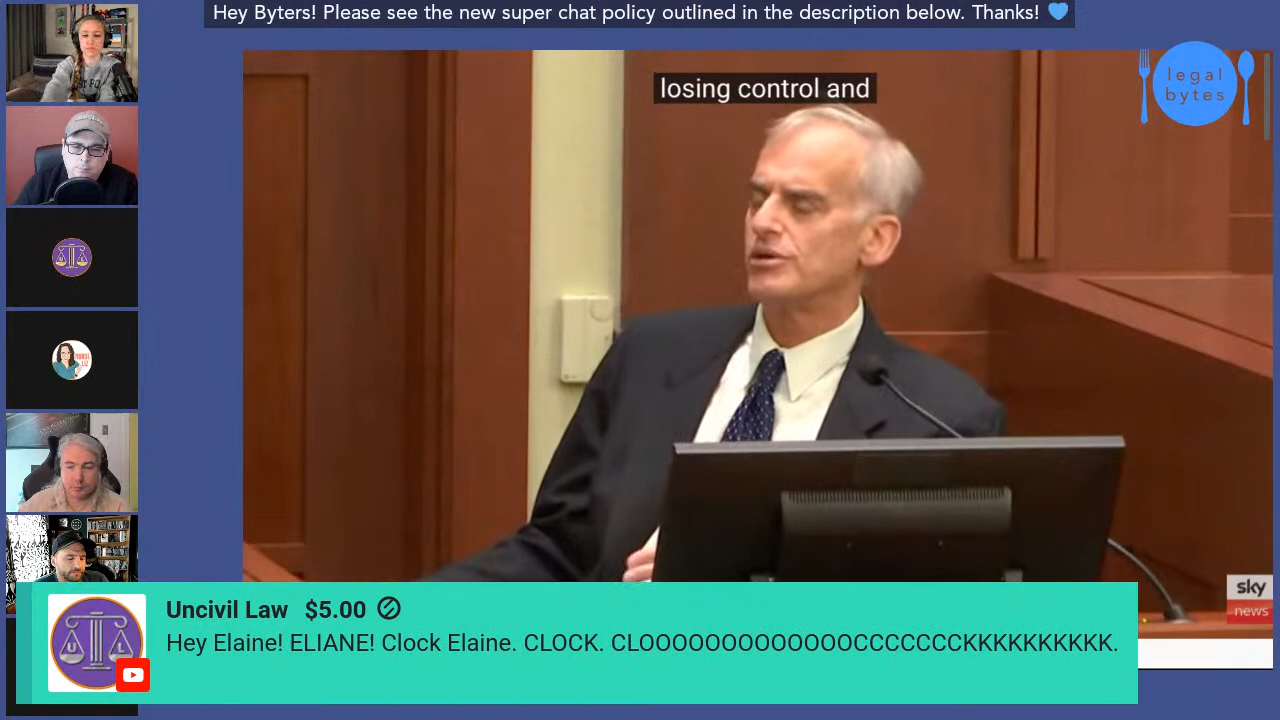 Hey Byters! Please see the new super chat policy outlined in the description below. Thanks! 💙
legal
bytes
losing control and
sky
news
Uncivil Law $5.00
Hey Elaine! ELIANE! Clock Elaine. CLOCK. CLOOOOOOOOOOOOOCCCCCCCKKKKKKKKKK.
U L